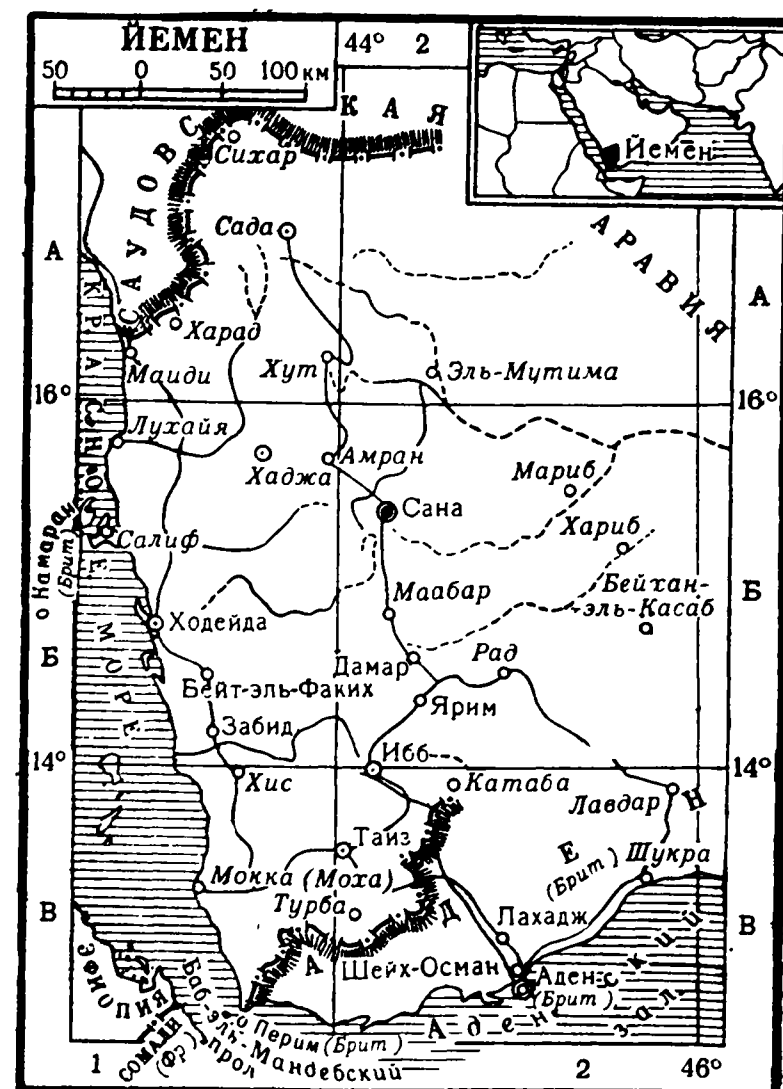 ЙЕМЕН
50 0 50 100 км
44° 2
Йемен
САУДОВСКАЯ
АРАВИЯ
А
А
Сихар
Сада
Харад
Маиди
Хут
Эль-Мутима
16°
16°
КРАСНОЕ МОРЕ
Лухайя
Хаджа
Амран
Мариб
Сана
Хариб
о Камаран
(Брит)
Салиф
Маабар
Бейхан-
эль-Касаб
Б
Б
Ходейда
Дамар
Рад
Бейт-эль-Факих
Ярим
Забид
Ибб
14°
14°
Хис
Катаба
Лавдар
Таиз
АДЕН
(Брит)
Шукра
Мокка (Моха)
Турба
В
В
Лахадж
Шейх-Осман
Аден
(Брит)
ЭФИОПИЯ
СОМАЛИ
(Фр)
о Перим (Брит)
Баб-эль-Мандебский
прол
Аденский зал.
1
2
46°